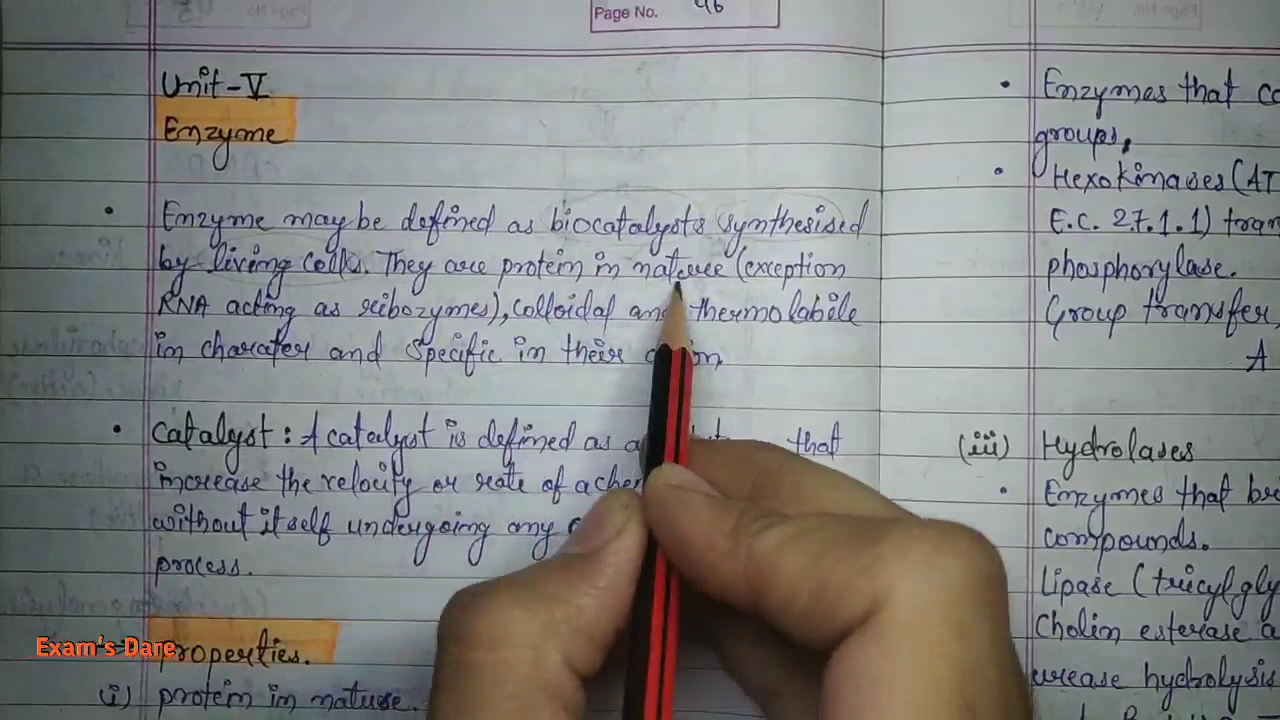 Page No. 46
Unit-V
Enzyme
Enzyme may be defined as biocatalysts synthesised
by living cells. They are protein in nature (exception
RNA acting as ribozymes), colloidal and thermolabile
in charater and specific in their
Catalyst: A catalyst is defined as a that
increase the velocity or rate of a
without itself undergoing any
process.
Exam's Dare
properties.
(i) protein in nature.
Enzymes that
groups.
Hexokinases (AT
E.C. 2.7.1.1)
phosphorylase.
Group transfer,
A
(iii) Hydrolases
Enzymes that
compounds.
Lipase (tricylgly
Cholin esterase a
urease hydrolysis